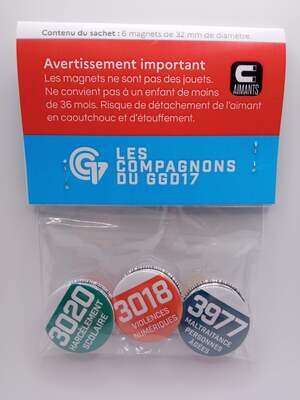 Contenu du sachet : 6 magnets de 32 mm de diamètre.
Avertissement important
Les magnets ne sont pas des jouets.
Ne convient pas à un enfant de moins
de 36 mois. Risque de détachement de l'aimant
en caoutchouc et d'étouffement.
AIMANTS
G17
LES
COMPAGNONS
DU GGD17
3020
HARCÈLEMENT
SCOLAIRE
3018
VIOLENCES
NUMÉRIQUES
3977
MALTRAITANCE
PERSONNES
AGÉES